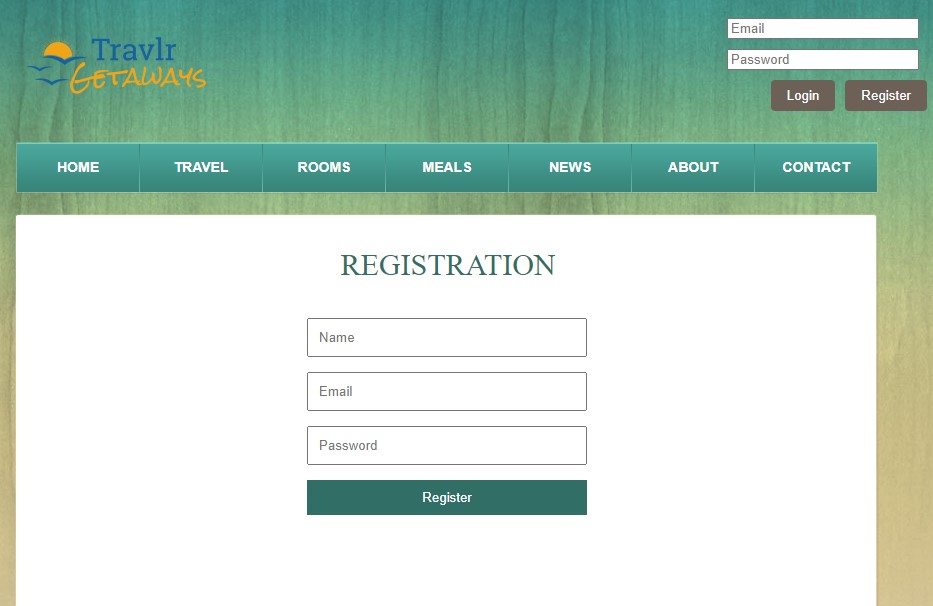 Travlr
Getaways
Email
Password
Login Register
HOME TRAVEL ROOMS MEALS NEWS ABOUT CONTACT
REGISTRATION
Name
Email
Password
Register